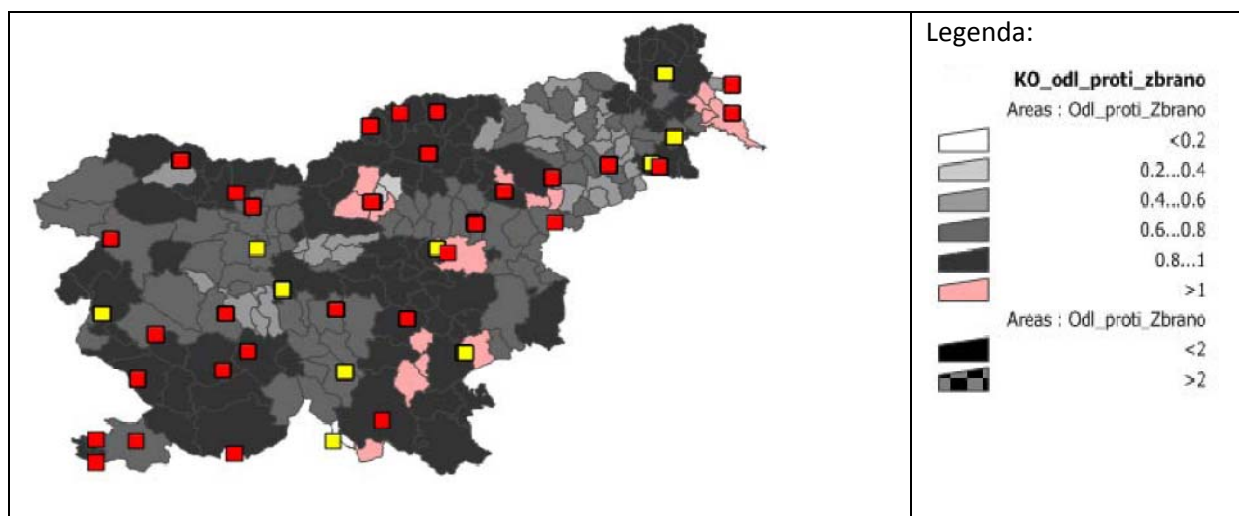 Legenda:
KO_odl_proti_zbrano
Areas : Odl_proti_Zbrano
<0.2
0.2...0.4
0.4...0.6
0.6...0.8
0.8...1
>1
Areas : Odl_proti_Zbrano
<2
>2